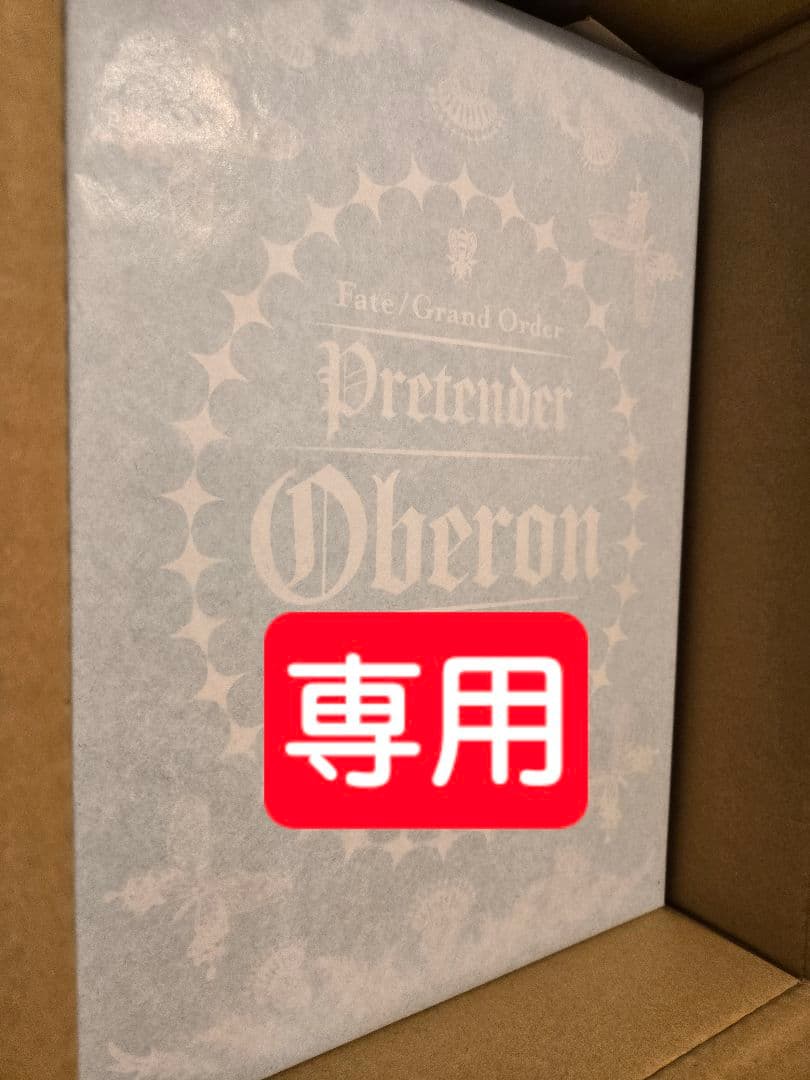 Fate/Grand Order
Pretender
Oberon
専用